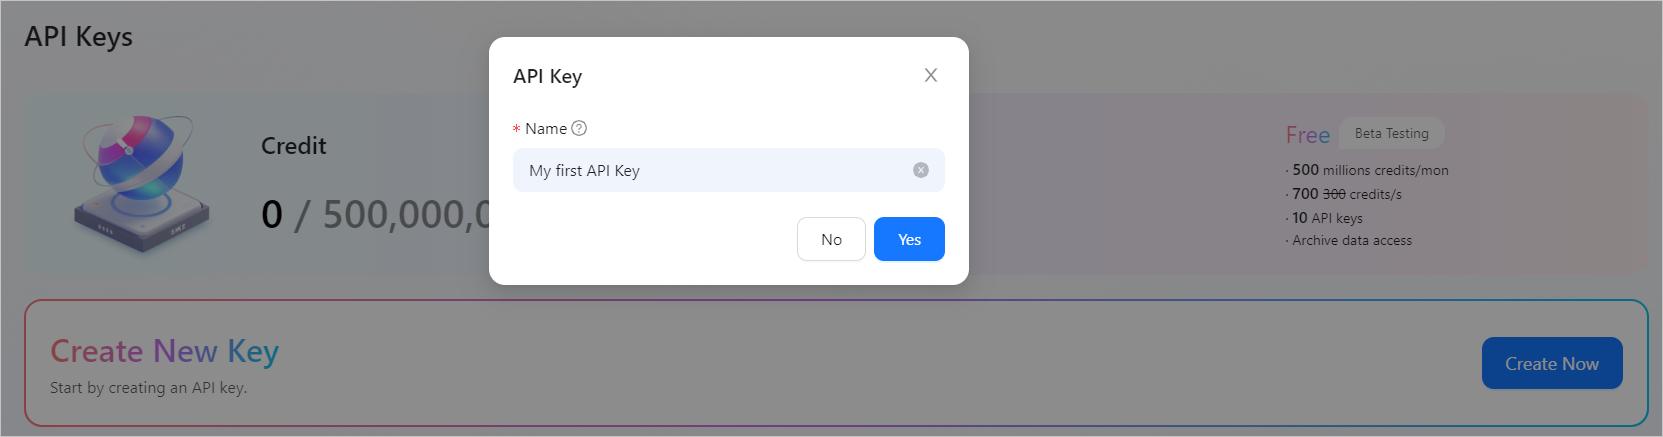 API Keys
API Key
* Name ?
My first API Key
No Yes
Credit
0 / 500,000,0
Free Beta Testing
· 500 millions credits/mon
· 700 300 credits/s
· 10 API keys
· Archive data access
Create New Key
Start by creating an API key.
Create Now